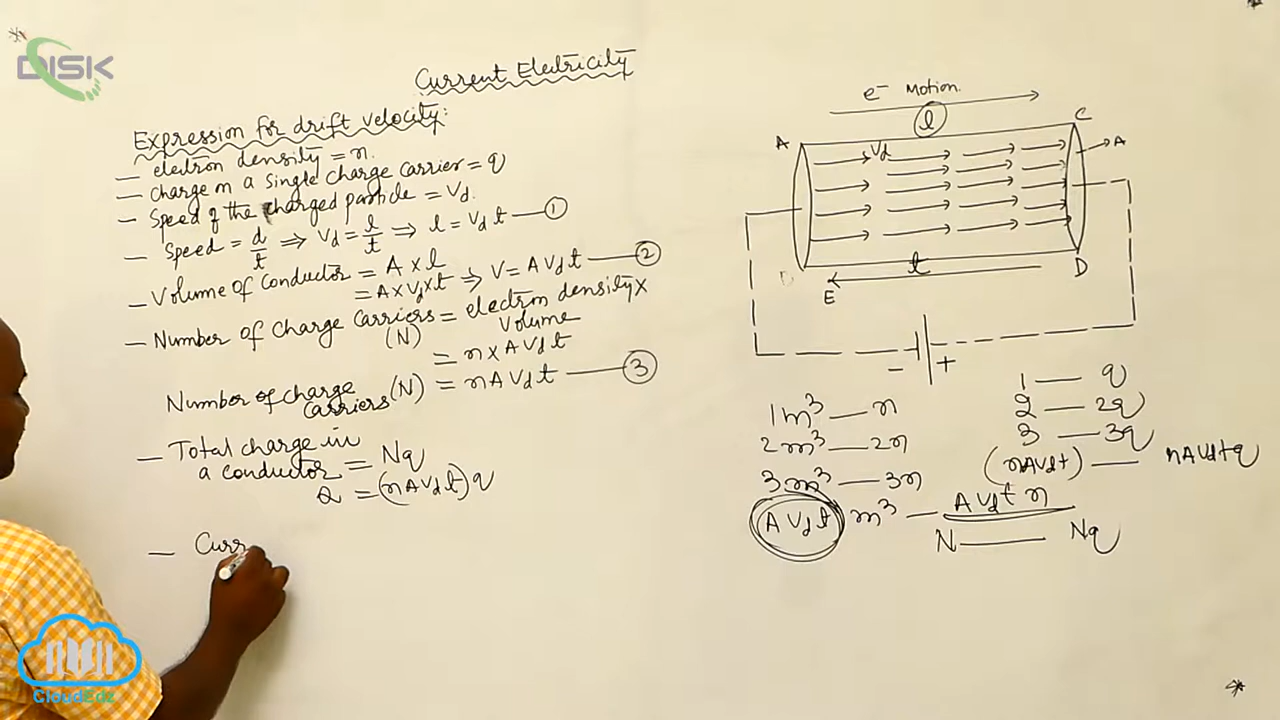 DISK
Current Electricity
Expression for drift velocity:
— electron density = n.
— charge on a single charge carrier = q
— Speed of the charged particle = Vd.
— Speed = d/t ⇒ Vd = l/t ⇒ l = Vd t — ①
— Volume of conductor = A × l
= A × Vd × t ⇒ V = A Vd t — ②
— Number of charge carriers = electron density ×
(N) Volume
= n × A Vd t
Number of charge carriers (N) = n A Vd t — ③
— Total charge in
a conductor = Nq
Q = (n A Vd t) q
— Curr
e⁻ Motion.
l
A C
Vd A
D D
t
E
− +
1m³ — n
2m³ — 2n
3m³ — 3n
A Vd t m³ — A Vd t n
1 — q
2 — 2q
3 — 3q
(nAVdt) — nAVdtq
N — Nq
CloudEdz